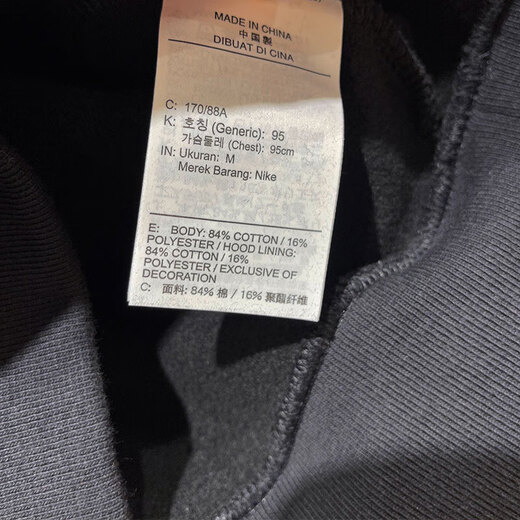 MADE IN CHINA
中国製
DIBUAT DI CINA
C: 170/88A
K: 호칭 (Generic): 95
가슴둘레 (Chest): 95cm
IN: Ukuran: M
Merek Barang: Nike
E: BODY: 84% COTTON / 16%
POLYESTER / HOOD LINING:
84% COTTON / 16%
POLYESTER / EXCLUSIVE OF
DECORATION
C: 面料: 84% 棉 / 16% 聚酯纤维